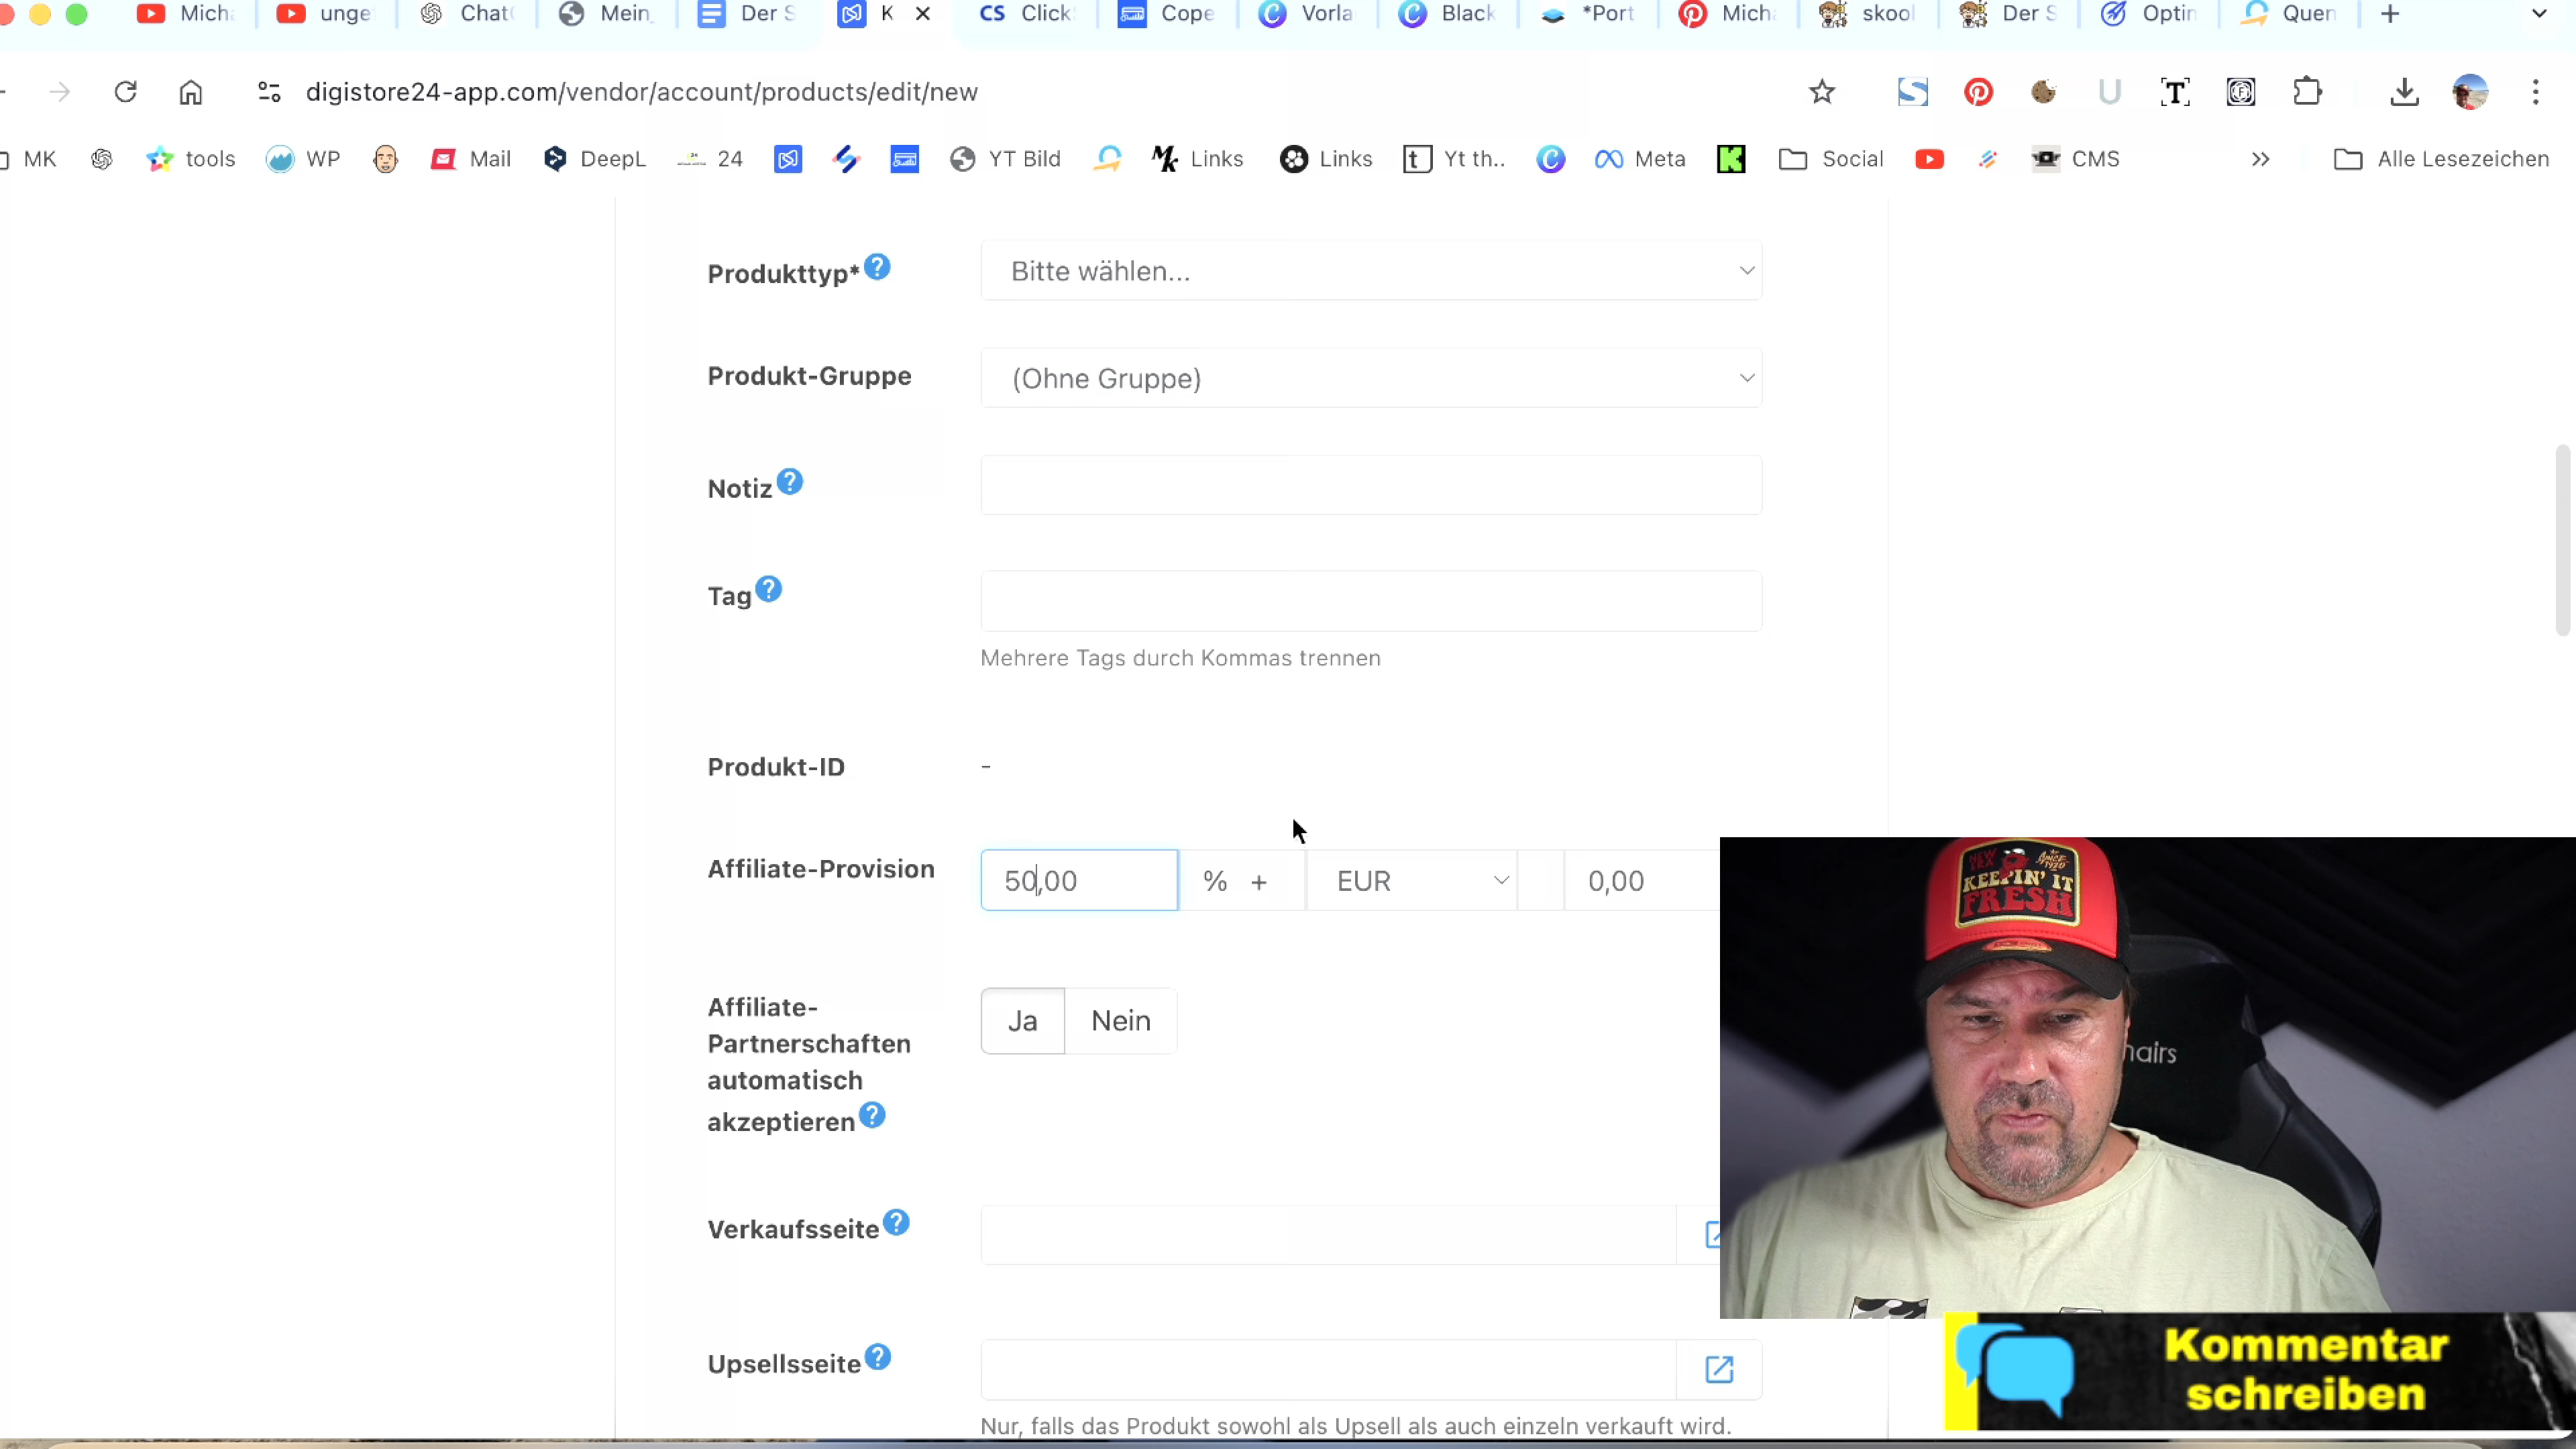 Mich
unge
Chat
Mein
Der S
K
CS Click
Cope
Vorla
Black
*Port
Mich
skool
Der S
Optin
Quen
digistore24-app.com/vendor/account/products/edit/new
MK
tools
WP
Mail
DeepL
24
YT Bild
Links
Links
Yt th..
Meta
Social
CMS
Alle Lesezeichen
Produkttyp*
Bitte wählen...
Produkt-Gruppe
(Ohne Gruppe)
Notiz
Tag
Mehrere Tags durch Kommas trennen
Produkt-ID
-
Affiliate-Provision
50,00
% +
EUR
0,00
Affiliate-
Partnerschaften
automatisch
akzeptieren
Ja
Nein
Verkaufsseite
Upsellsseite
Nur, falls das Produkt sowohl als Upsell als auch einzeln verkauft wird.
KEEPIN' IT
FRESH
hairs
Kommentar
schreiben